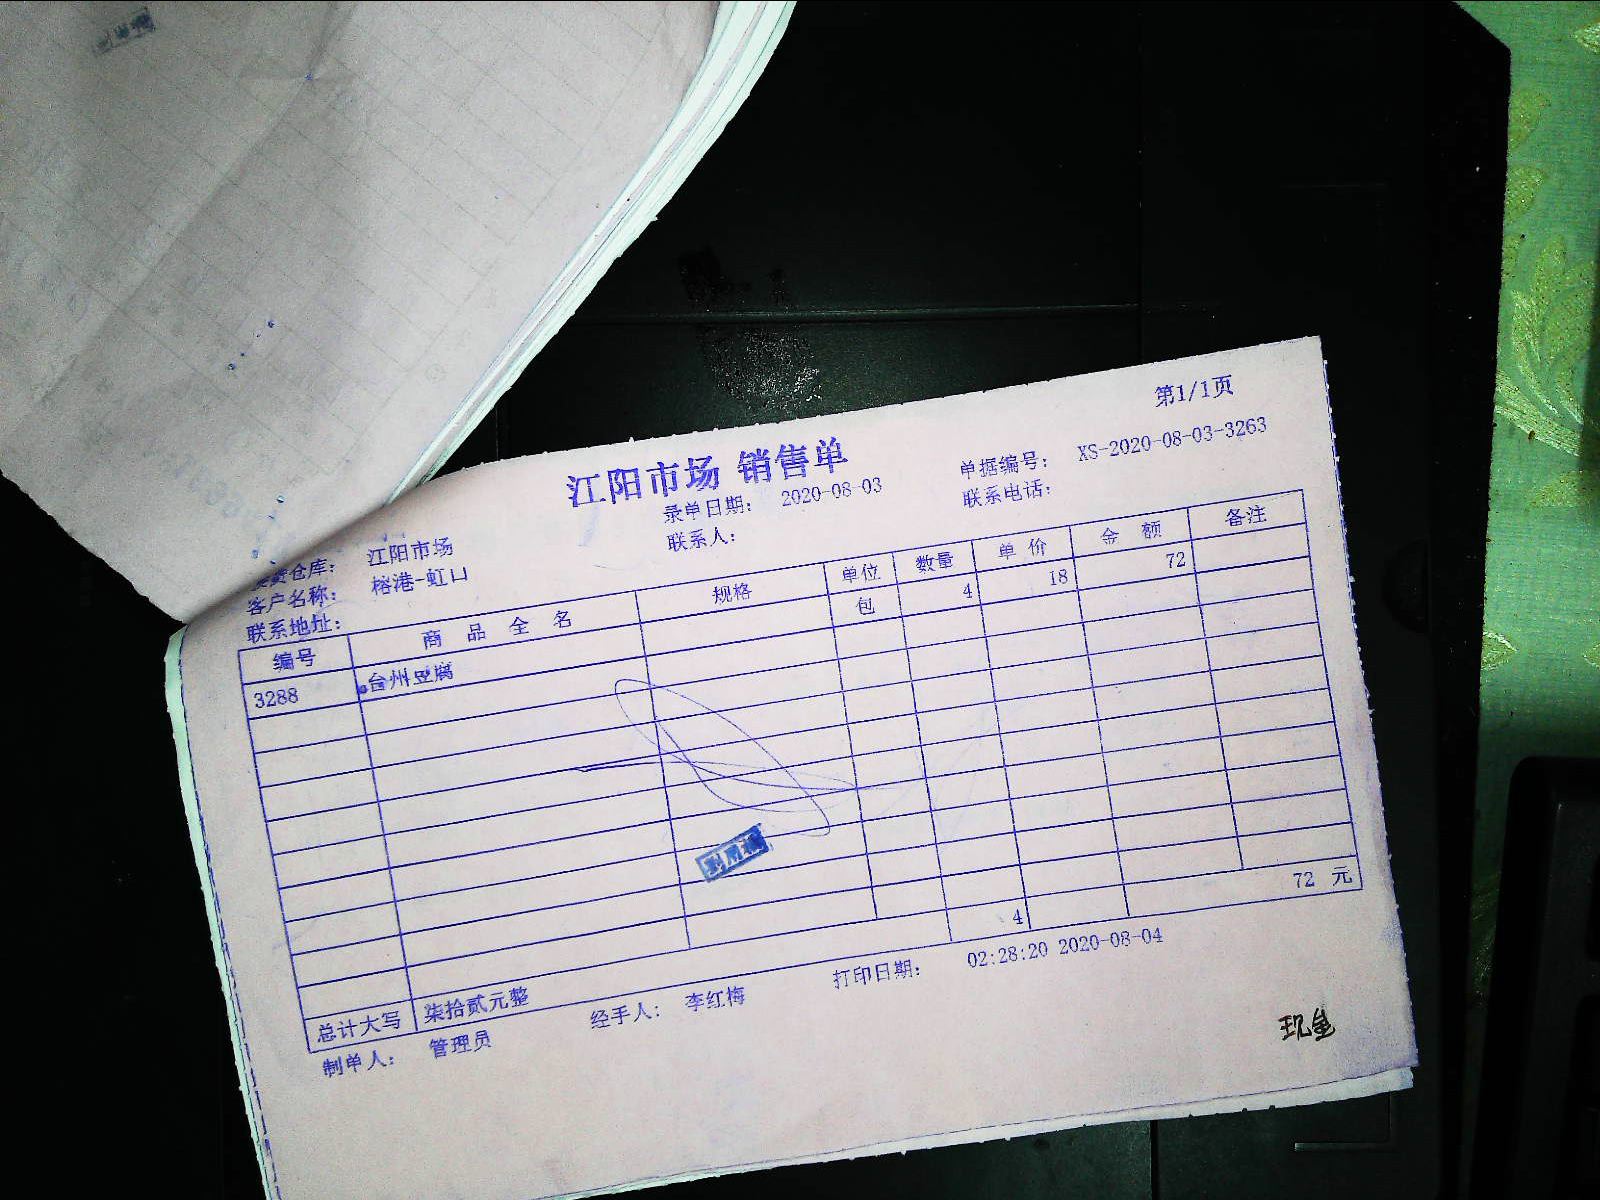 第1/1页
江阳市场 销售单
录单日期: 2020-08-03
单据编号: XS-2020-08-03-3263
联系人:
联系电话:
仓库: 江阳市场
客户名称: 榕港-虹口
联系地址:
编号 商品全名 规格 单位 数量 单价 金额 备注
3288 台州豆腐 包 4 18 72
4 72 元
总计大写 柒拾贰元整
制单人: 管理员 经手人: 李红梅 打印日期: 02:28:20 2020-08-04